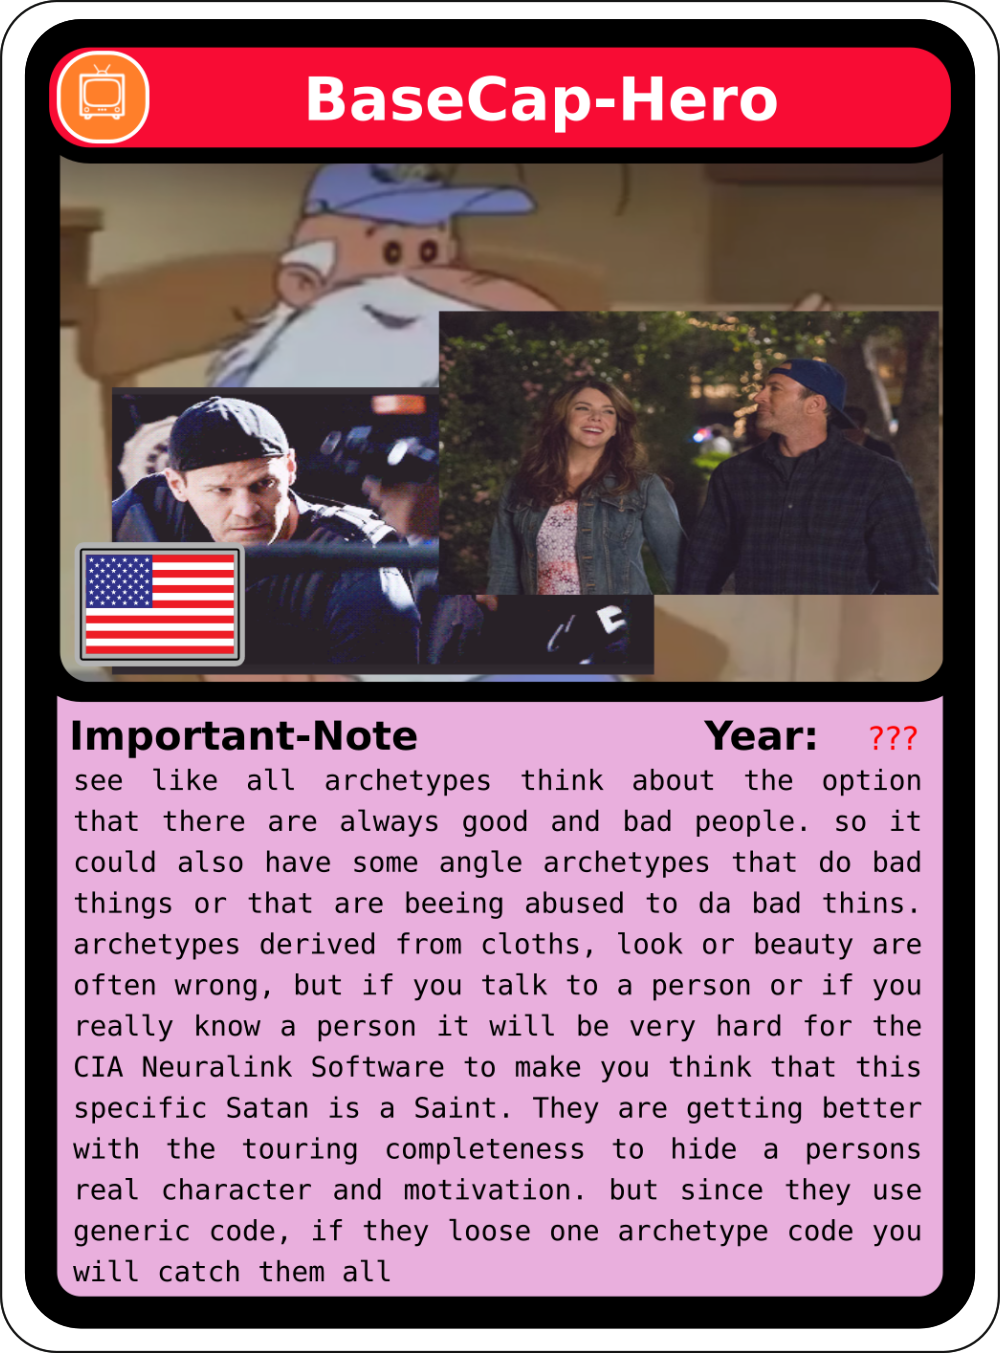 BaseCap-Hero
Important-Note Year: ???
see like all archetypes think about the option
that there are always good and bad people. so it
could also have some angle archetypes that do bad
things or that are beeing abused to da bad thins.
archetypes derived from cloths, look or beauty are
often wrong, but if you talk to a person or if you
really know a person it will be very hard for the
CIA Neuralink Software to make you think that this
specific Satan is a Saint. They are getting better
with the touring completeness to hide a persons
real character and motivation. but since they use
generic code, if they loose one archetype code you
will catch them all